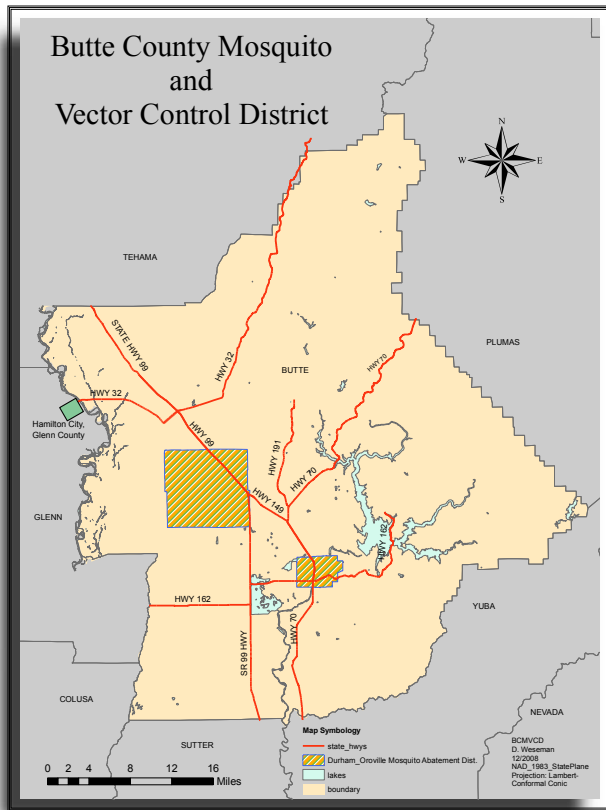 Butte County Mosquito
and
Vector Control District
N
W
E
S
TEHAMA
PLUMAS
STATE HWY 99
HWY 32
HWY 70
BUTTE
HWY 32
Hamilton City,
Glenn County
HWY 99
HWY 191
HWY 70
GLENN
HWY 149
HWY 162
HWY 162
YUBA
HWY 70
SR 99 HWY
COLUSA
NEVADA
SUTTER
Map Symbology
state_hwys
Durham_Oroville Mosquito Abatement Dist.
lakes
boundary
BCMVCD
D. Weseman
12/2008
NAD_1983_StatePlane
Projection: Lambert-
Conformal Conic
0 2 4 8 12 16
Miles